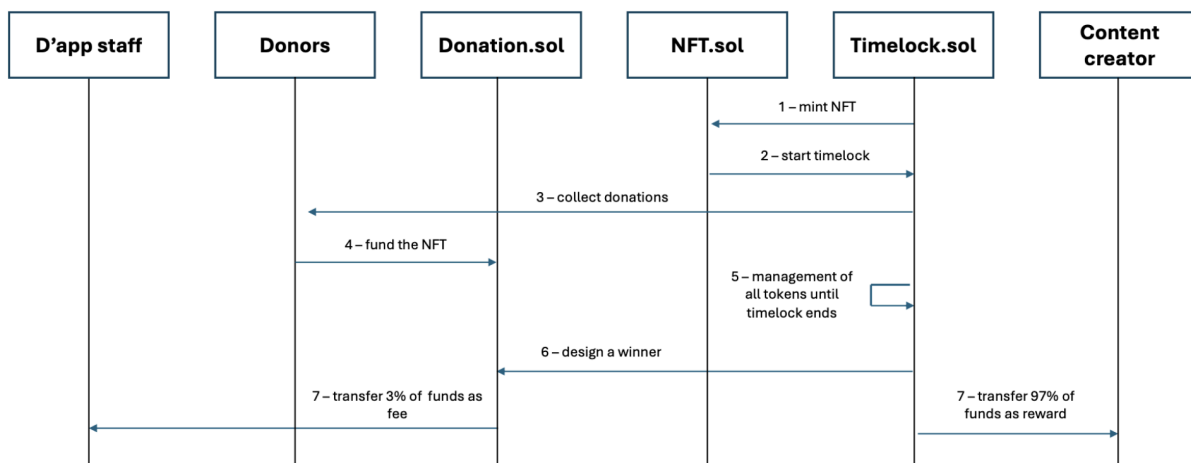 D'app staff
Donors
Donation.sol
NFT.sol
Timelock.sol
Content
creator
1 – mint NFT
2 – start timelock
3 – collect donations
4 – fund the NFT
5 – management of
all tokens until
timelock ends
6 – design a winner
7 – transfer 3% of funds as
fee
7 – transfer 97% of
funds as reward